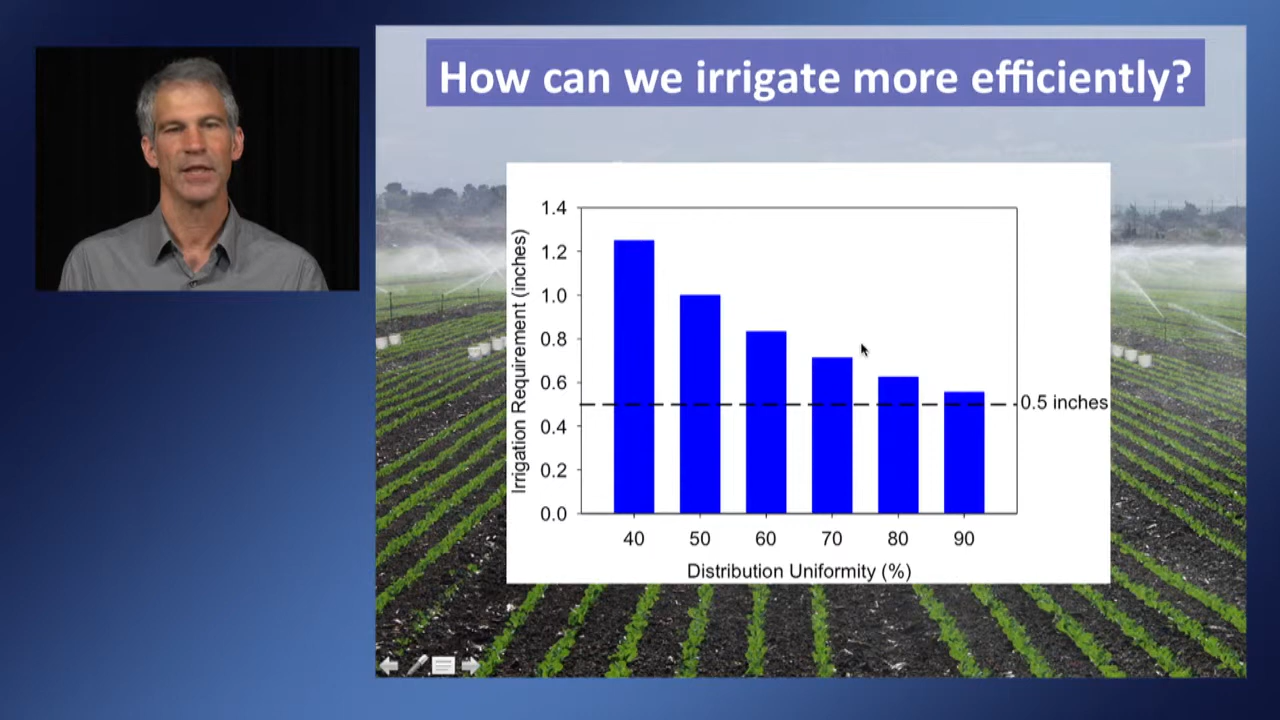 How can we irrigate more efficiently?
Irrigation Requirement (inches)
1.4
1.2
1.0
0.8
0.6
0.4
0.2
0.0
0.5 inches
40 50 60 70 80 90
Distribution Uniformity (%)